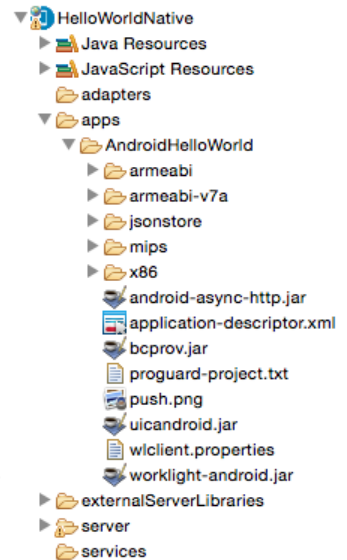 HelloWorldNative
Java Resources
JavaScript Resources
adapters
apps
AndroidHelloWorld
armeabi
armeabi-v7a
jsonstore
mips
x86
android-async-http.jar
application-descriptor.xml
bcprov.jar
proguard-project.txt
push.png
uicandroid.jar
wlclient.properties
worklight-android.jar
externalServerLibraries
server
services